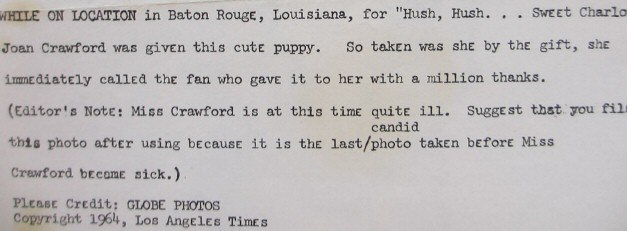 WHILE ON LOCATION in Baton Rouge, Louisiana, for "Hush, Hush. . . Sweet Charlo
Joan Crawford was given this cute puppy. So taken was she by the gift, she
immediately called the fan who gave it to her with a million thanks.
(Editor's Note: Miss Crawford is at this time quite ill. Suggest that you fil
candid
this photo after using because it is the last/photo taken before Miss
Crawford become sick.)
Please Credit: GLOBE PHOTOS
Copyright 1964, Los Angeles Times